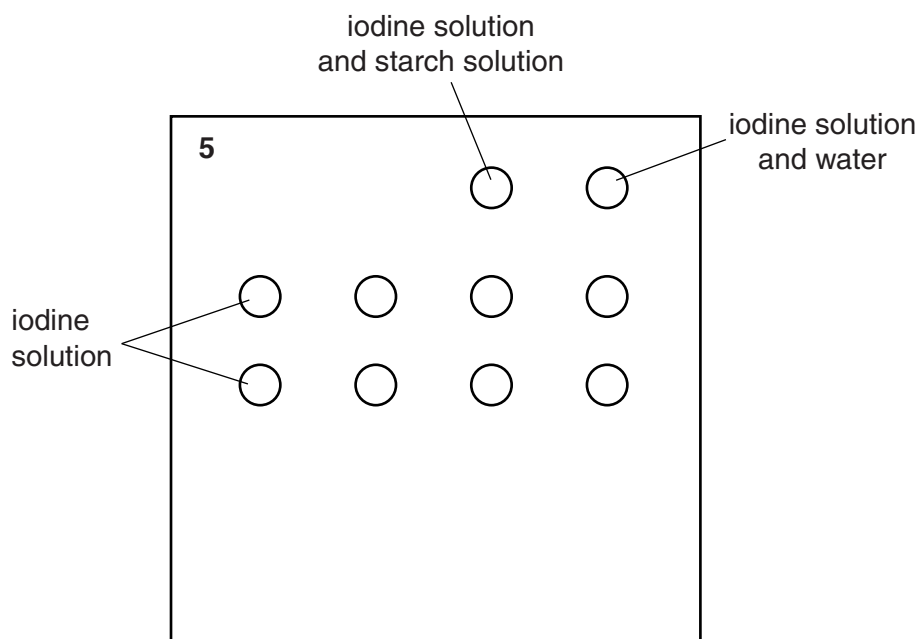 iodine solution
and starch solution
iodine solution
and water
5
iodine
solution